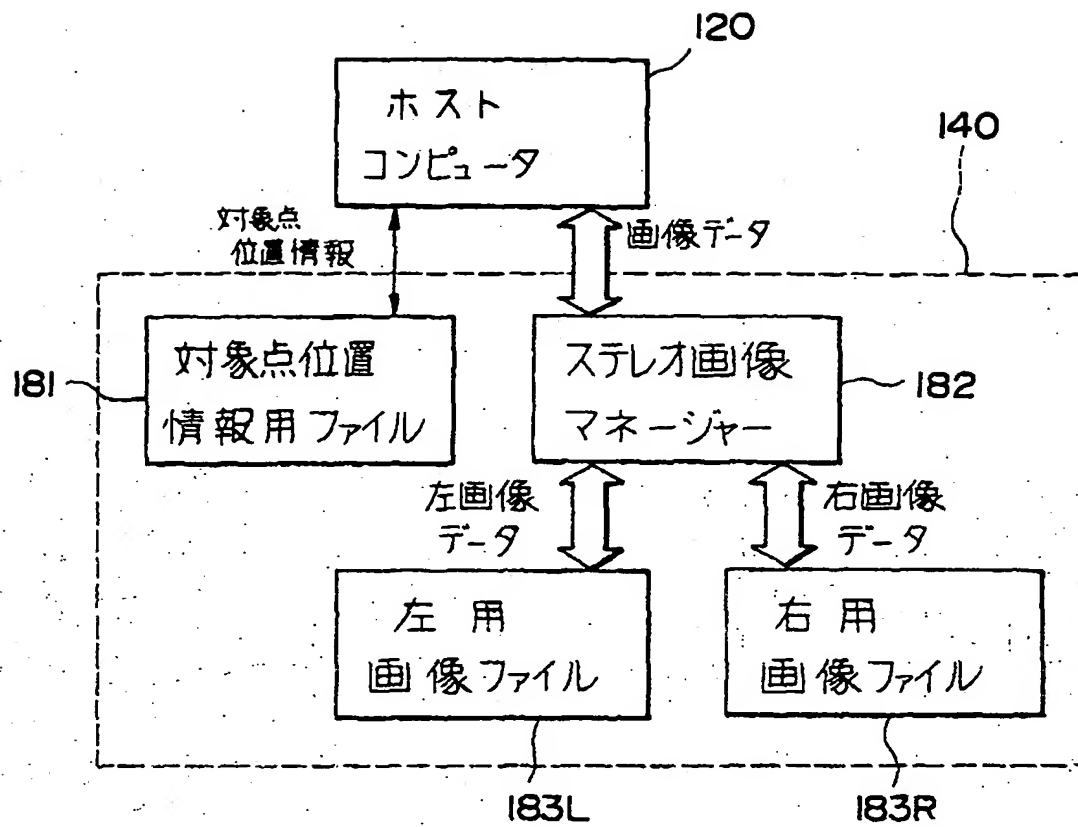 120
ホスト
コンピュータ
140
対象点
位置情報
画像データ
対象点位置
情報用ファイル
181
ステレオ画像
マネージャー
182
左画像
データ
右画像
データ
左用
画像ファイル
右用
画像ファイル
183L
183R